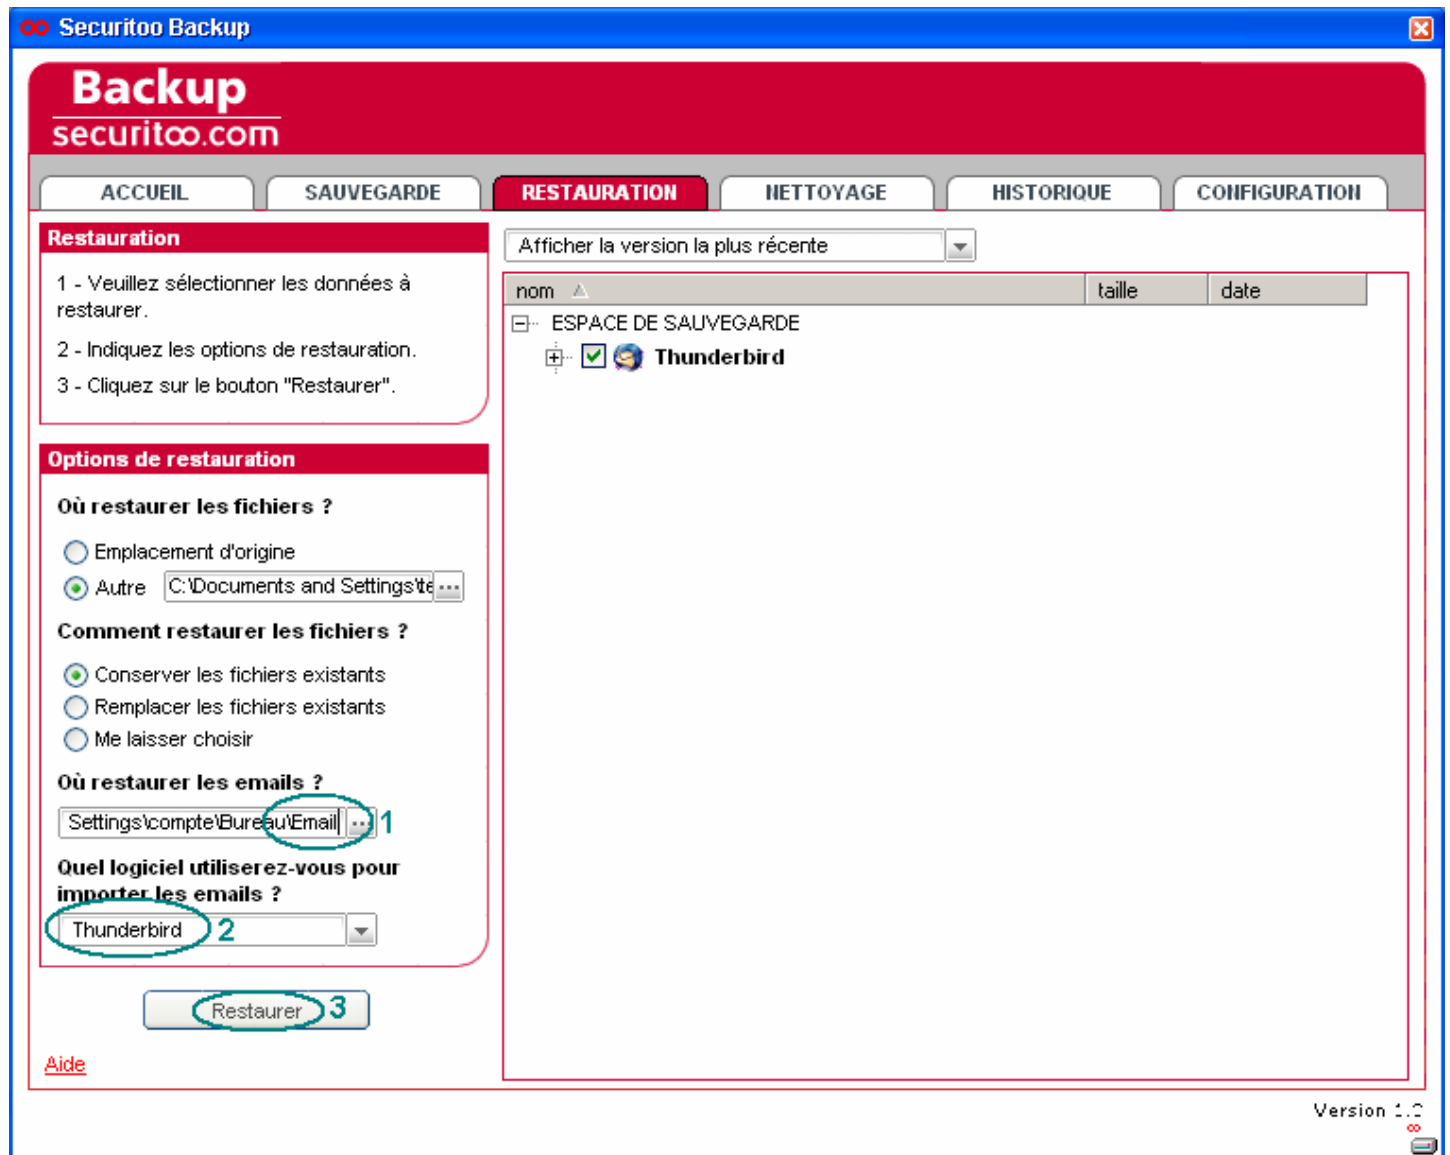 Securitoo Backup
Backup
securitoo.com
ACCUEIL
SAUVEGARDE
RESTAURATION
NETTOYAGE
HISTORIQUE
CONFIGURATION
Restauration
1 - Veuillez sélectionner les données à
restaurer.
2 - Indiquez les options de restauration.
3 - Cliquez sur le bouton "Restaurer".
Options de restauration
Où restaurer les fichiers ?
Emplacement d'origine
Autre C:\Documents and Settings\te ...
Comment restaurer les fichiers ?
Conserver les fichiers existants
Remplacer les fichiers existants
Me laisser choisir
Où restaurer les emails ?
Settings\compte\Bureau\Email ... 1
Quel logiciel utiliserez-vous pour
importer les emails ?
Thunderbird 2
Restaurer 3
Aide
Afficher la version la plus récente
nom taille date
ESPACE DE SAUVEGARDE
Thunderbird
Version